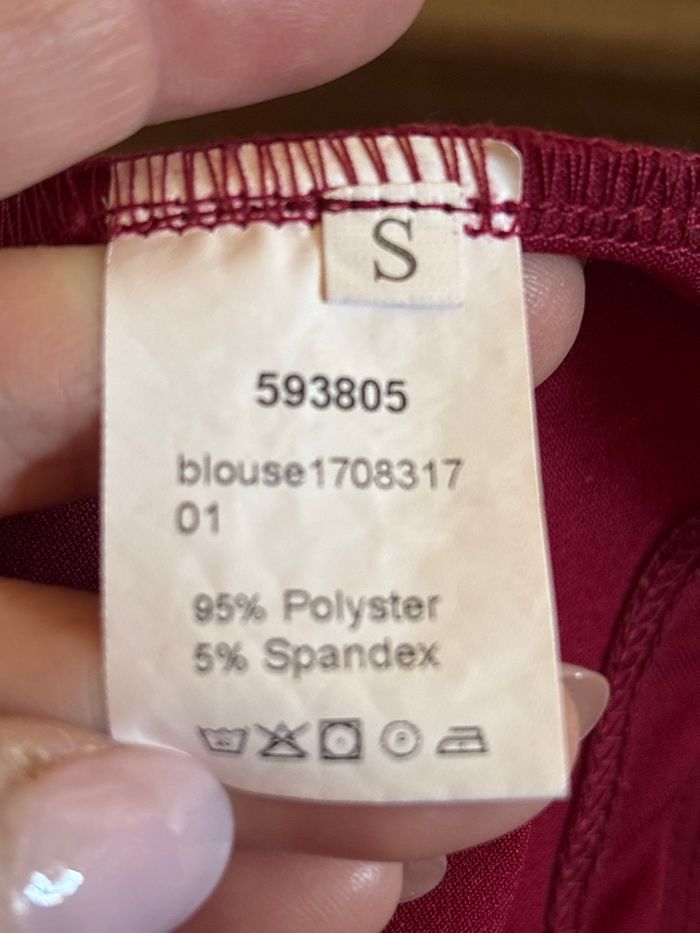 S
593805
blouse1708317
01
95% Polyster
5% Spandex